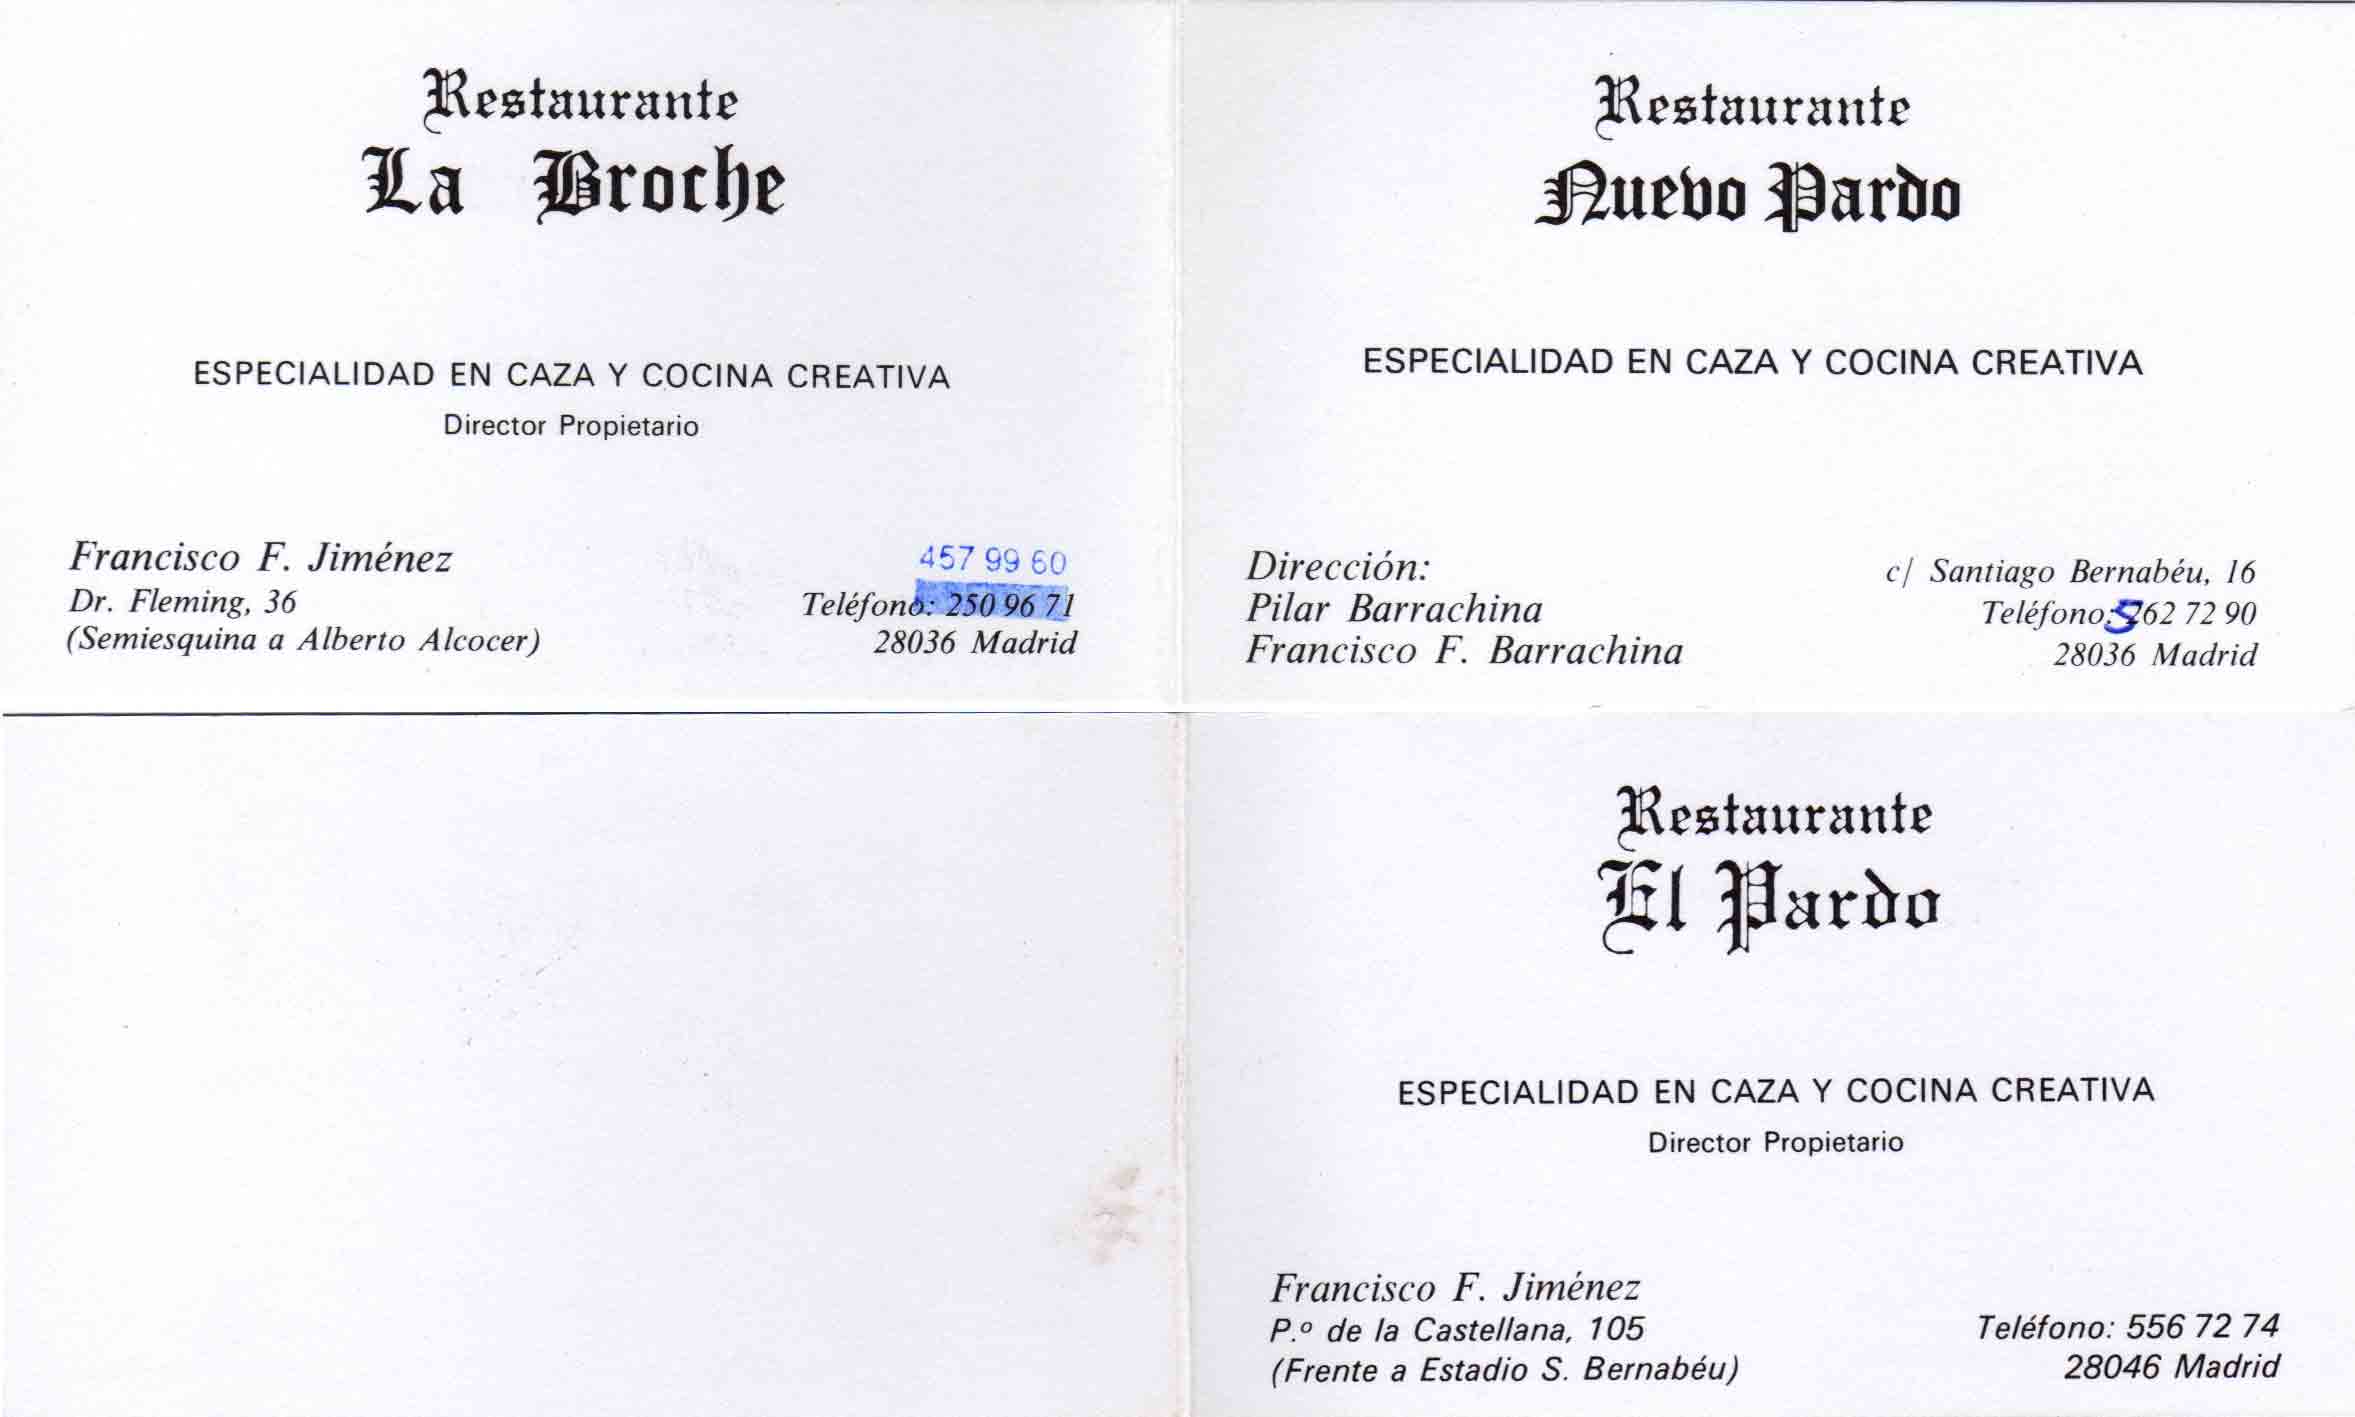 Restaurante
La Broche
ESPECIALIDAD EN CAZA Y COCINA CREATIVA
Director Propietario
Francisco F. Jiménez
Dr. Fleming, 36
(Semiesquina a Alberto Alcocer)
457 99 60
Teléfono: 250 96 71
28036 Madrid
Restaurante
Nuevo Pardo
ESPECIALIDAD EN CAZA Y COCINA CREATIVA
Dirección:
Pilar Barrachina
Francisco F. Barrachina
c/ Santiago Bernabéu, 16
Teléfono: 562 72 90
28036 Madrid
Restaurante
El Pardo
ESPECIALIDAD EN CAZA Y COCINA CREATIVA
Director Propietario
Francisco F. Jiménez
P.º de la Castellana, 105
(Frente a Estadio S. Bernabéu)
Teléfono: 556 72 74
28046 Madrid